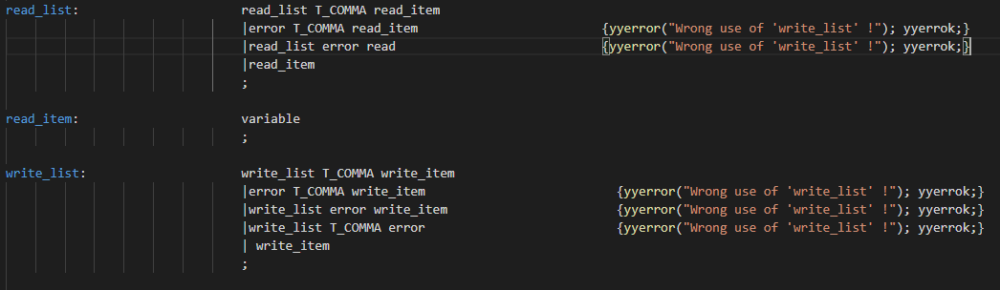 read_list: read_list T_COMMA read_item
|error T_COMMA read_item {yyerror("Wrong use of 'write_list' !"); yyerrok;}
|read_list error read {yyerror("Wrong use of 'write_list' !"); yyerrok;}
|read_item
;
read_item: variable
;
write_list: write_list T_COMMA write_item
|error T_COMMA write_item {yyerror("Wrong use of 'write_list' !"); yyerrok;}
|write_list error write_item {yyerror("Wrong use of 'write_list' !"); yyerrok;}
|write_list T_COMMA error {yyerror("Wrong use of 'write_list' !"); yyerrok;}
| write_item
;